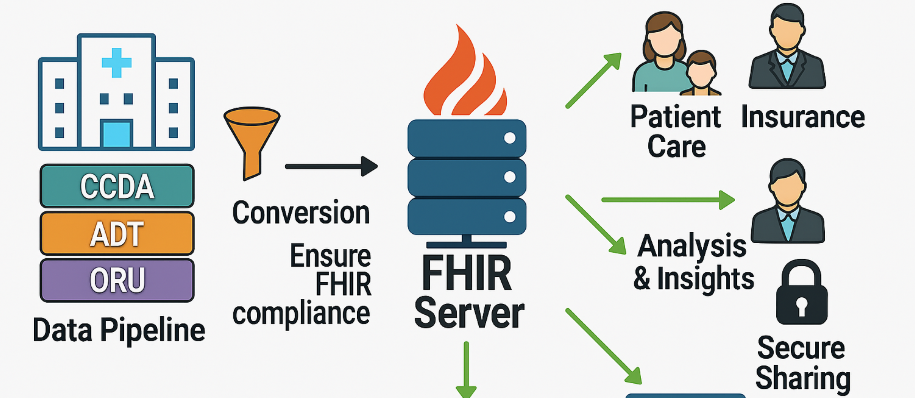 CCDA
ADT
ORU
Data Pipeline
Conversion
Ensure
FHIR
compliance
FHIR
Server
Patient
Care
Insurance
Analysis
& Insights
Secure
Sharing